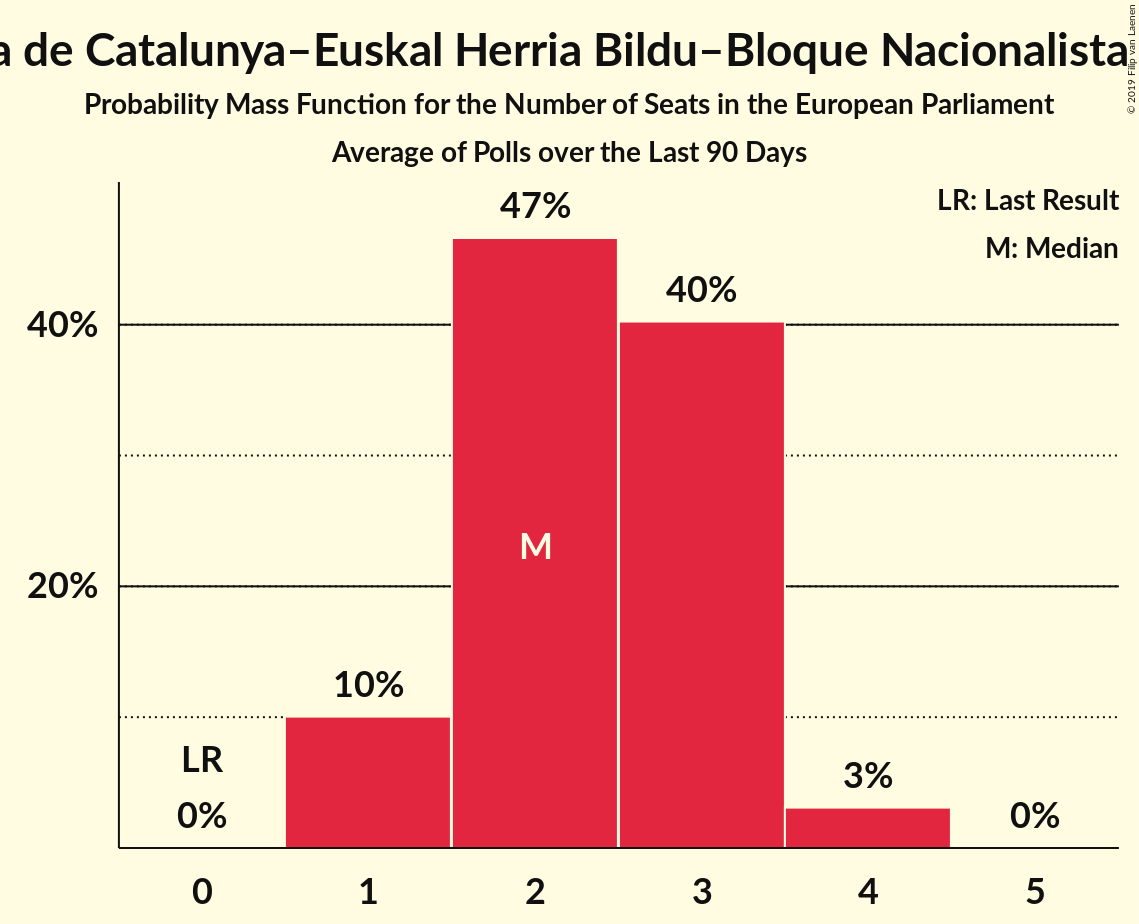 a de Catalunya–Euskal Herria Bildu–Bloque Nacionalista
Probability Mass Function for the Number of Seats in the European Parliament
Average of Polls over the Last 90 Days
© 2019 Filip van Laenen
LR: Last Result
M: Median
47%
40%
40%
M
20%
10%
LR
3%
0%
0%
0 1 2 3 4 5